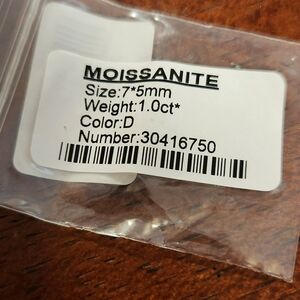 MOISSANITE
Size:7*5mm
Weight:1.0ct*
Color:D
Number:30416750